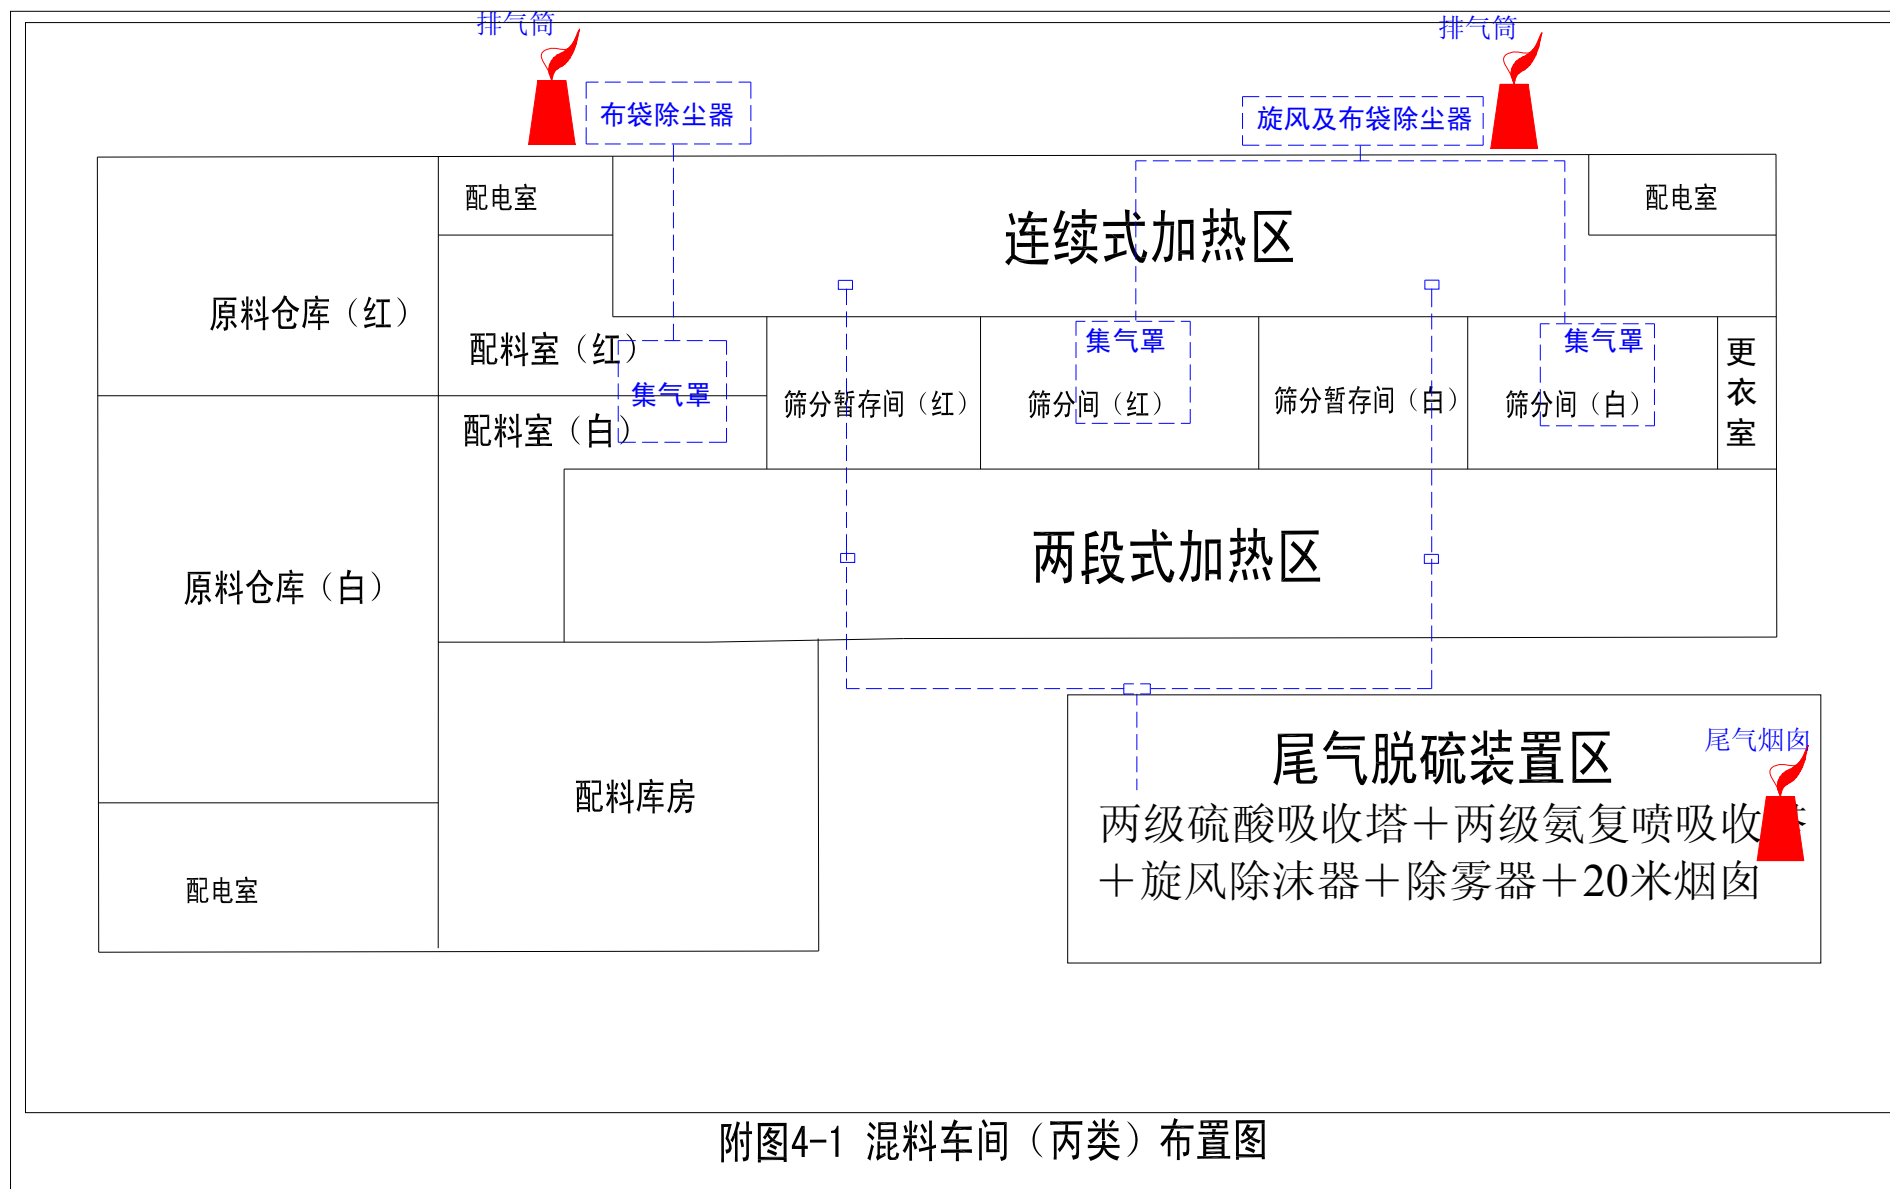 排气筒
排气筒
布袋除尘器
旋风及布袋除尘器
配电室
配电室
连续式加热区
原料仓库（红）
配料室（红）
集气罩
集气罩
更衣室
集气罩
筛分暂存间（红）
筛分间（红）
筛分暂存间（白）
筛分间（白）
配料室（白）
两段式加热区
原料仓库（白）
尾气烟囱
尾气脱硫装置区
配料库房
两级硫酸吸收塔＋两级氨复喷吸收塔
＋旋风除沫器＋除雾器＋20米烟囱
配电室
附图4-1 混料车间（丙类）布置图